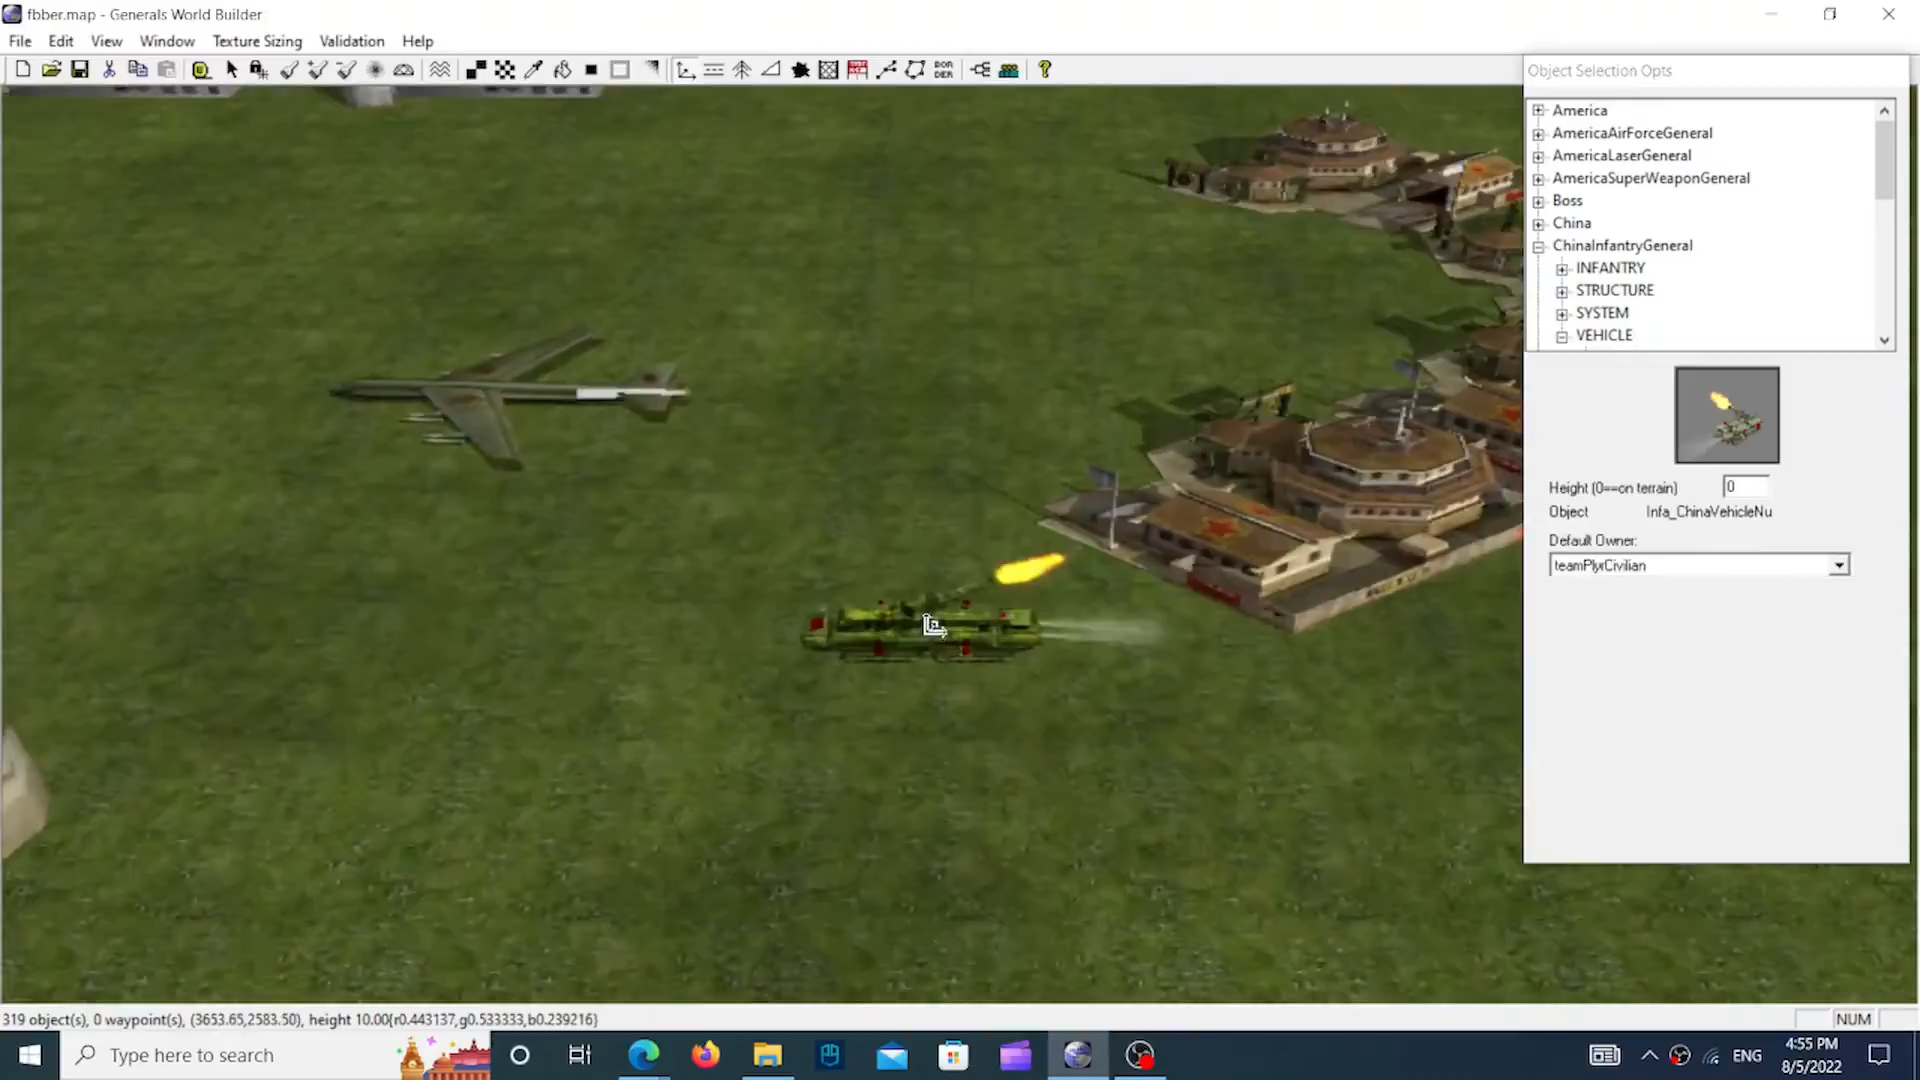 fbber.map - Generals World Builder
File Edit View Window Texture Sizing Validation Help
BOR
DER
Object Selection Opts
America
AmericaAirForceGeneral
AmericaLaserGeneral
AmericaSuperWeaponGeneral
Boss
China
ChinaInfantryGeneral
INFANTRY
STRUCTURE
SYSTEM
VEHICLE
Height (0==on terrain) 0
Object Infa_ChinaVehicleNu
Default Owner:
teamPlyrCivilian
319 object(s), 0 waypoint(s), (3653.65,2583.50), height 10.00{r0.443137,g0.533333,b0.239216}
NUM
Type here to search
ENG
4:55 PM
8/5/2022